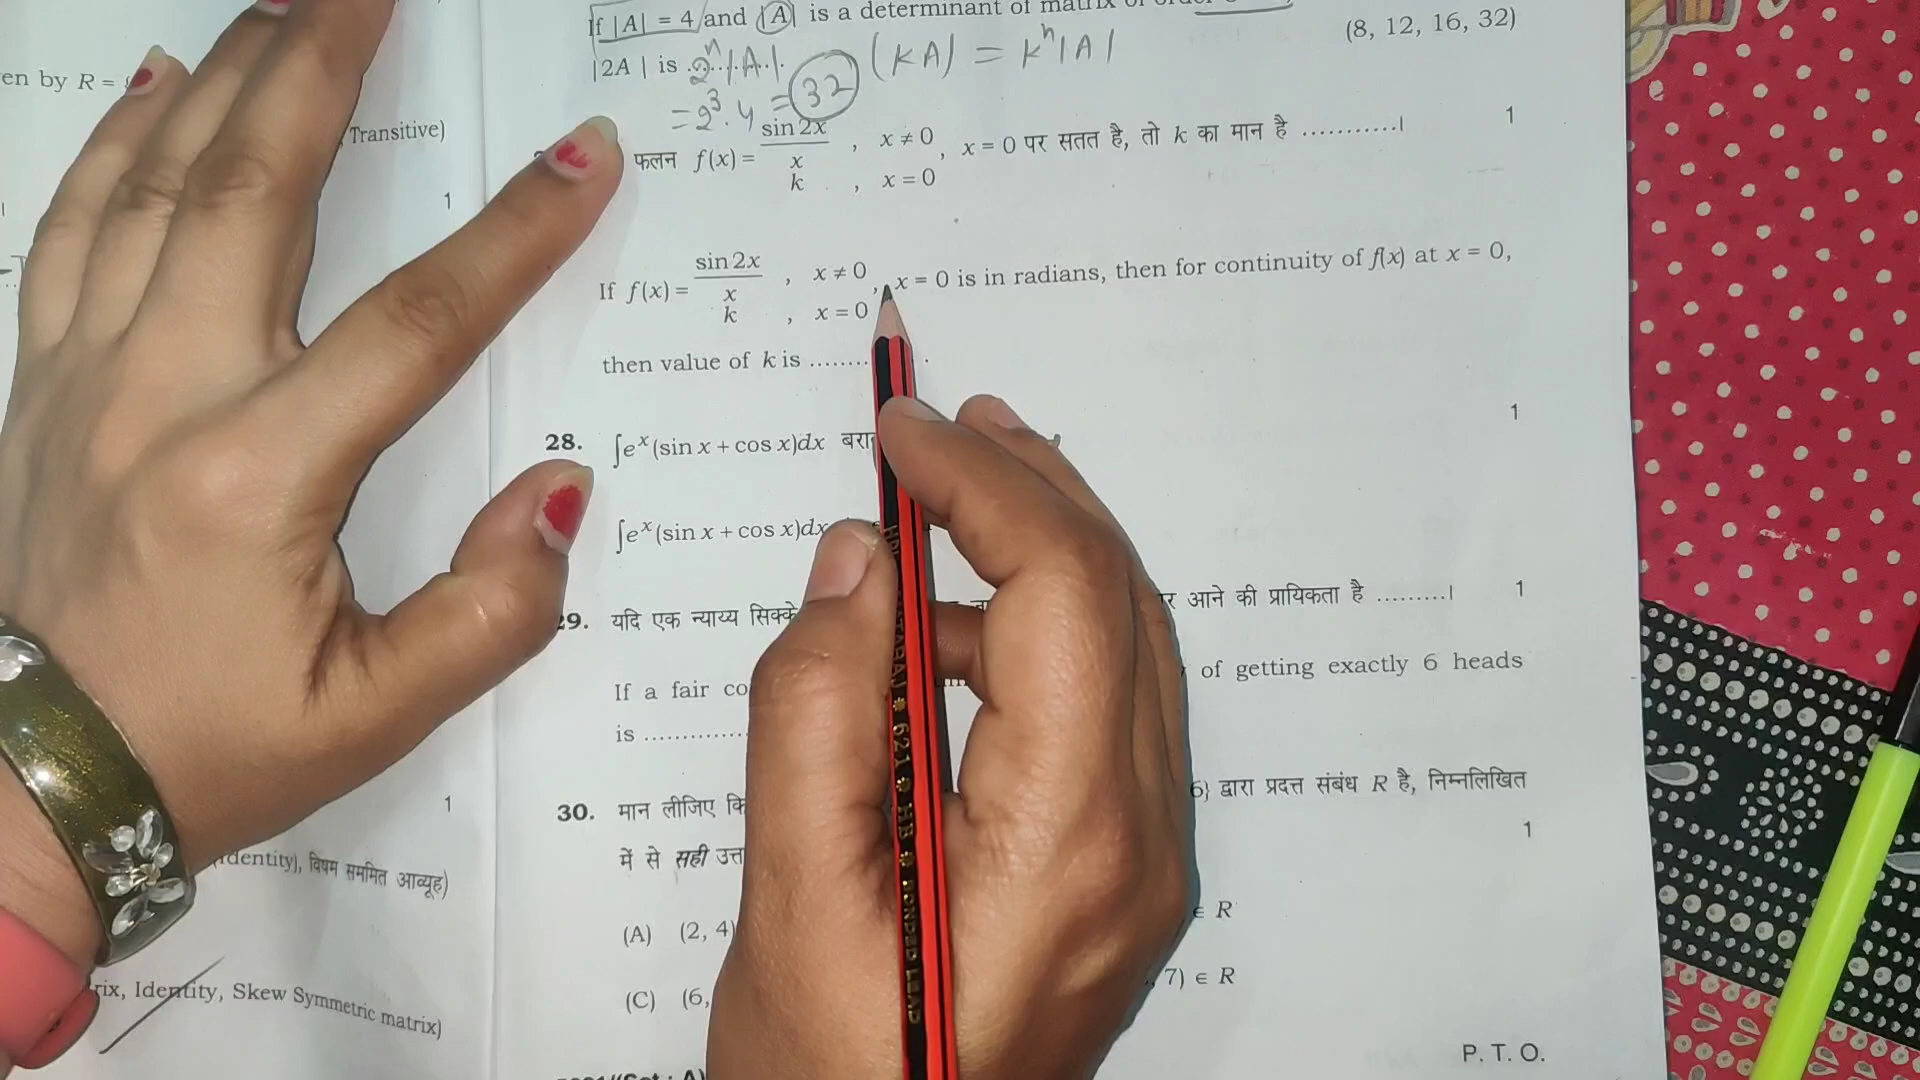 en by R =
Transitive)
1
1
(Identity), विषम सममित आव्यूह)
rix, Identity, Skew Symmetric matrix)
If |A| = 4 and |A| is a determinant of matrix of order
(8, 12, 16, 32)
|2A| is 2ⁿ|A|. (KA) = Kⁿ|A|
= 2³.4 = 32
फलन f(x) = sin 2x / x , x ≠ 0
k , x = 0 , x = 0 पर सतत है, तो k का मान है ...........। 1
If f(x) = sin 2x / x , x ≠ 0
k , x = 0 , x = 0 is in radians, then for continuity of f(x) at x = 0,
then value of k is ........
1
28. ∫eˣ(sin x + cos x)dx
∫eˣ(sin x + cos x)dx
29. यदि एक न्याय्य सिक्के आने की प्रायिकता है .........। 1
If a fair of getting exactly 6 heads
is .............
30. मान लीजिए कि 6} द्वारा प्रदत्त संबंध R है, निम्नलिखित
में से सही 1
(A) (2, 4) ∈ R
(C) (6, 7) ∈ R
P. T. O.
HB BONDED LEAD
621